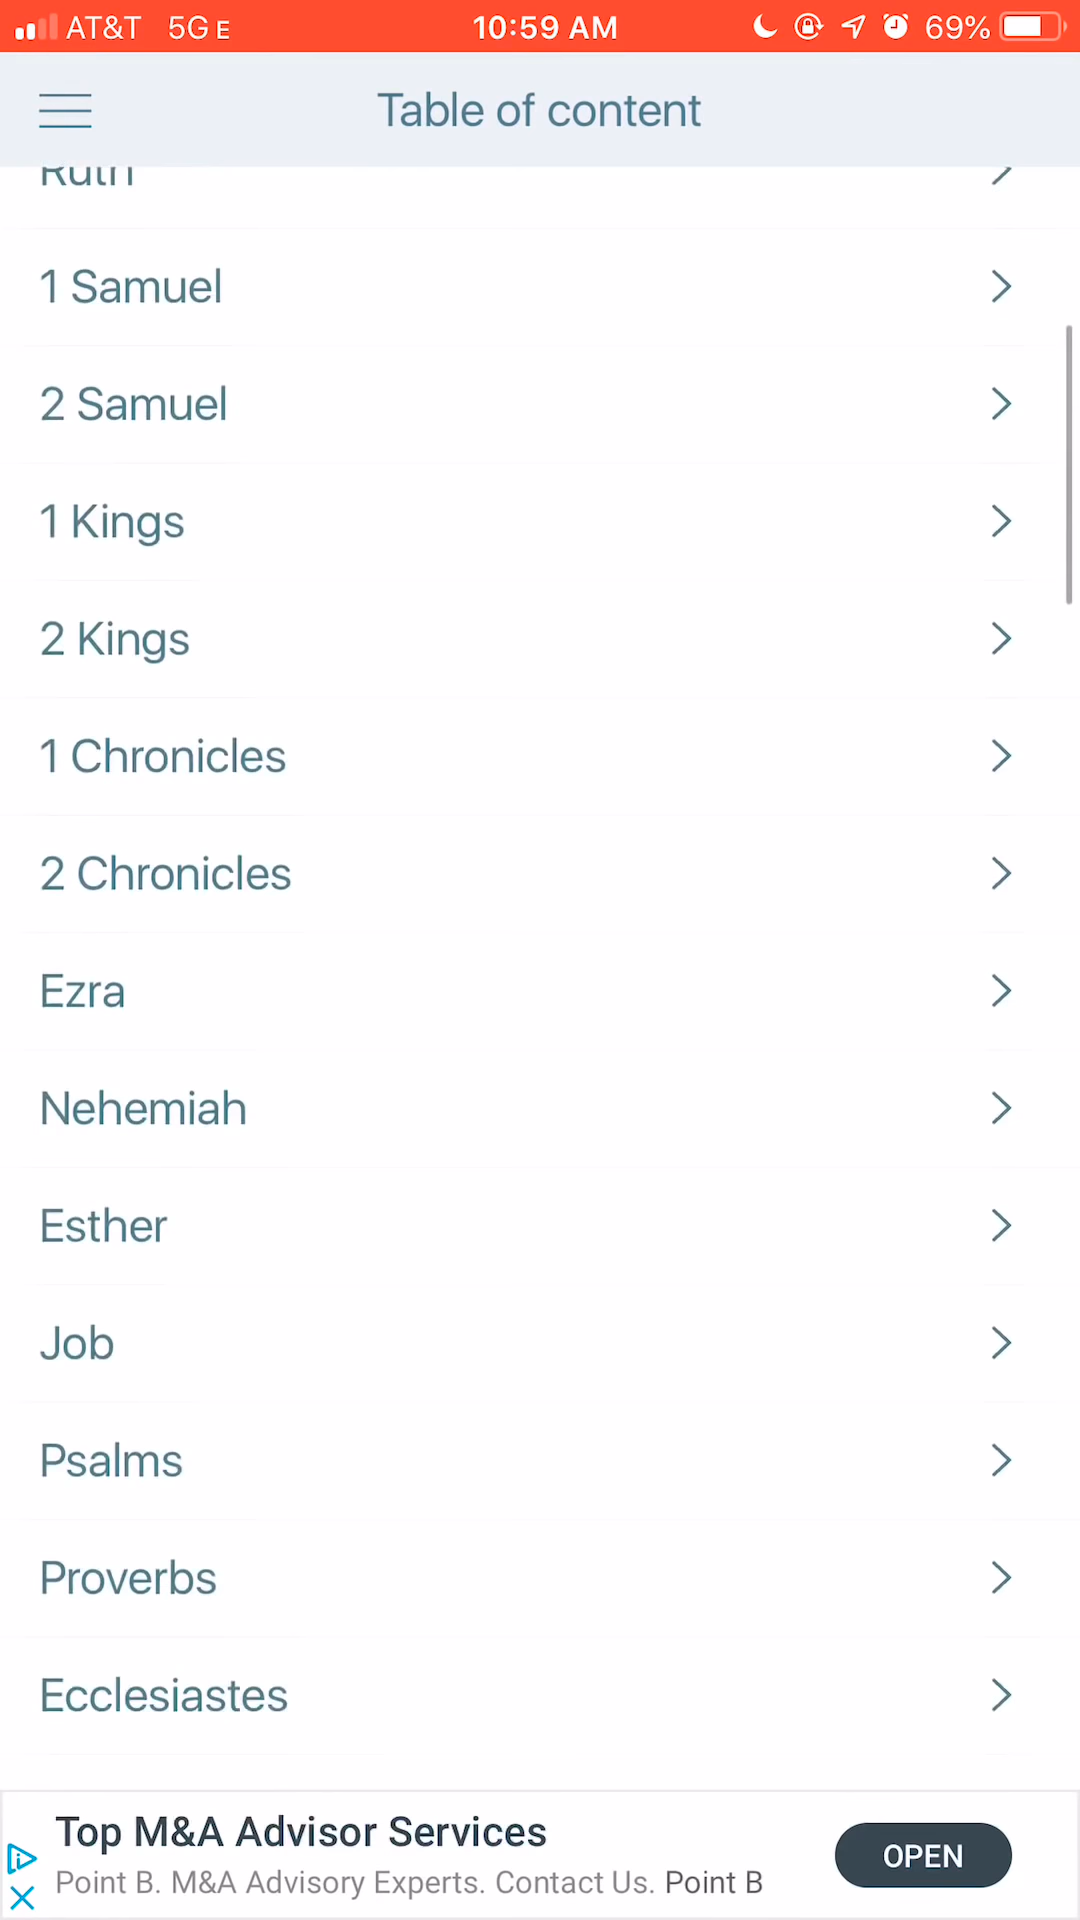 AT&T 5GE 10:59 AM 69%
Table of content
Ruth
1 Samuel
2 Samuel
1 Kings
2 Kings
1 Chronicles
2 Chronicles
Ezra
Nehemiah
Esther
Job
Psalms
Proverbs
Ecclesiastes
Top M&A Advisor Services
Point B. M&A Advisory Experts. Contact Us. Point B
OPEN